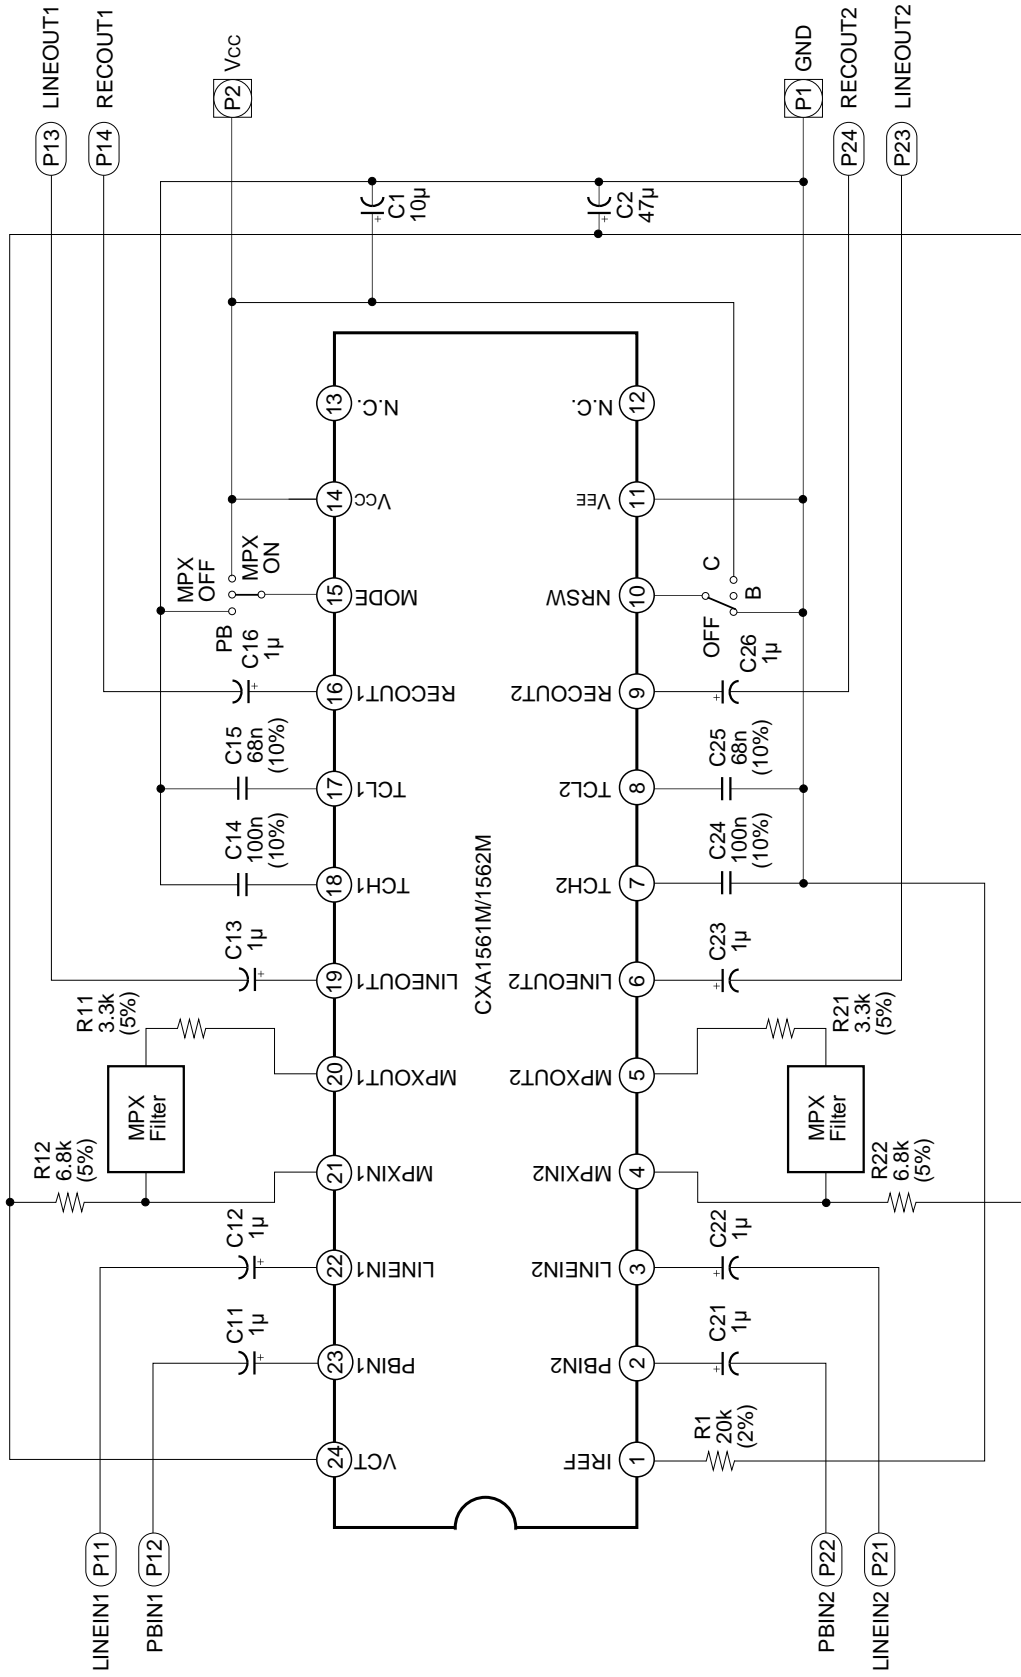 LINEIN1 P11
PBIN1 P12
LINEOUT1 P13
RECOUT1 P14
P2 Vcc
R12
6.8k
(5%)
MPX
Filter
R11
3.3k
(5%)
C11
1µ
C12
1µ
C13
1µ
C14
100n
(10%)
C15
68n
(10%)
C16
1µ
PB
MPX
OFF
MPX
ON
C1
10µ
C2
47µ
24
23
22
21
20
19
18
17
16
15
14
13
VCT
PBIN1
LINEIN1
MPXIN1
MPXOUT1
LINEOUT1
TCH1
TCL1
RECOUT1
MODE
VCC
N.C.
CXA1561M/1562M
IREF
PBIN2
LINEIN2
MPXIN2
MPXOUT2
LINEOUT2
TCH2
TCL2
RECOUT2
NRSW
VEE
N.C.
1
2
3
4
5
6
7
8
9
10
11
12
R1
20k
(2%)
C21
1µ
C22
1µ
C23
1µ
C24
100n
(10%)
C25
68n
(10%)
C26
1µ
OFF
B
C
MPX
Filter
R22
6.8k
(5%)
R21
3.3k
(5%)
P1 GND
PBIN2 P22
LINEIN2 P21
P24 RECOUT2
P23 LINEOUT2